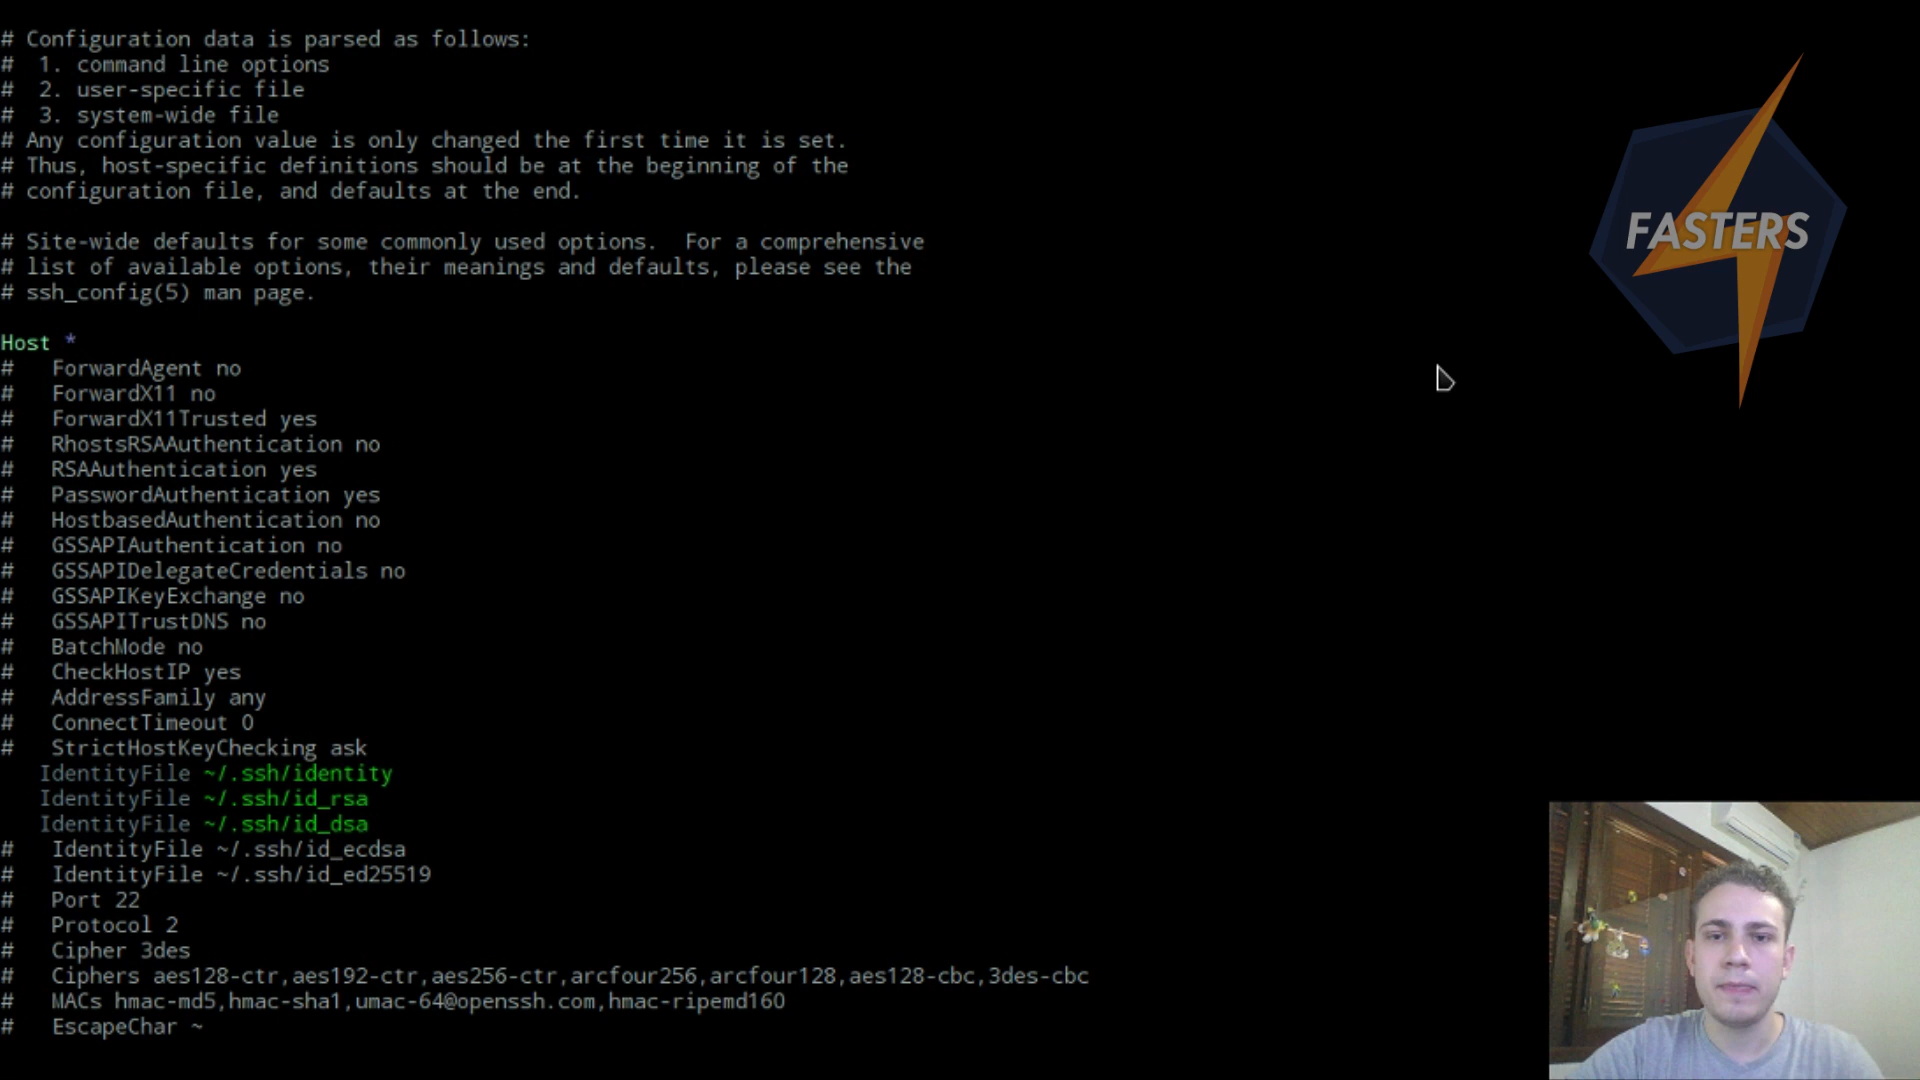 # Configuration data is parsed as follows:
#  1. command line options
#  2. user-specific file
#  3. system-wide file
# Any configuration value is only changed the first time it is set.
# Thus, host-specific definitions should be at the beginning of the
# configuration file, and defaults at the end.
# Site-wide defaults for some commonly used options.  For a comprehensive
# list of available options, their meanings and defaults, please see the
# ssh_config(5) man page.
Host *
#   ForwardAgent no
#   ForwardX11 no
#   ForwardX11Trusted yes
#   RhostsRSAAuthentication no
#   RSAAuthentication yes
#   PasswordAuthentication yes
#   HostbasedAuthentication no
#   GSSAPIAuthentication no
#   GSSAPIDelegateCredentials no
#   GSSAPIKeyExchange no
#   GSSAPITrustDNS no
#   BatchMode no
#   CheckHostIP yes
#   AddressFamily any
#   ConnectTimeout 0
#   StrictHostKeyChecking ask
   IdentityFile ~/.ssh/identity
   IdentityFile ~/.ssh/id_rsa
   IdentityFile ~/.ssh/id_dsa
#   IdentityFile ~/.ssh/id_ecdsa
#   IdentityFile ~/.ssh/id_ed25519
#   Port 22
#   Protocol 2
#   Cipher 3des
#   Ciphers aes128-ctr,aes192-ctr,aes256-ctr,arcfour256,arcfour128,aes128-cbc,3des-cbc
#   MACs hmac-md5,hmac-sha1,umac-64@openssh.com,hmac-ripemd160
#   EscapeChar ~
FASTERS